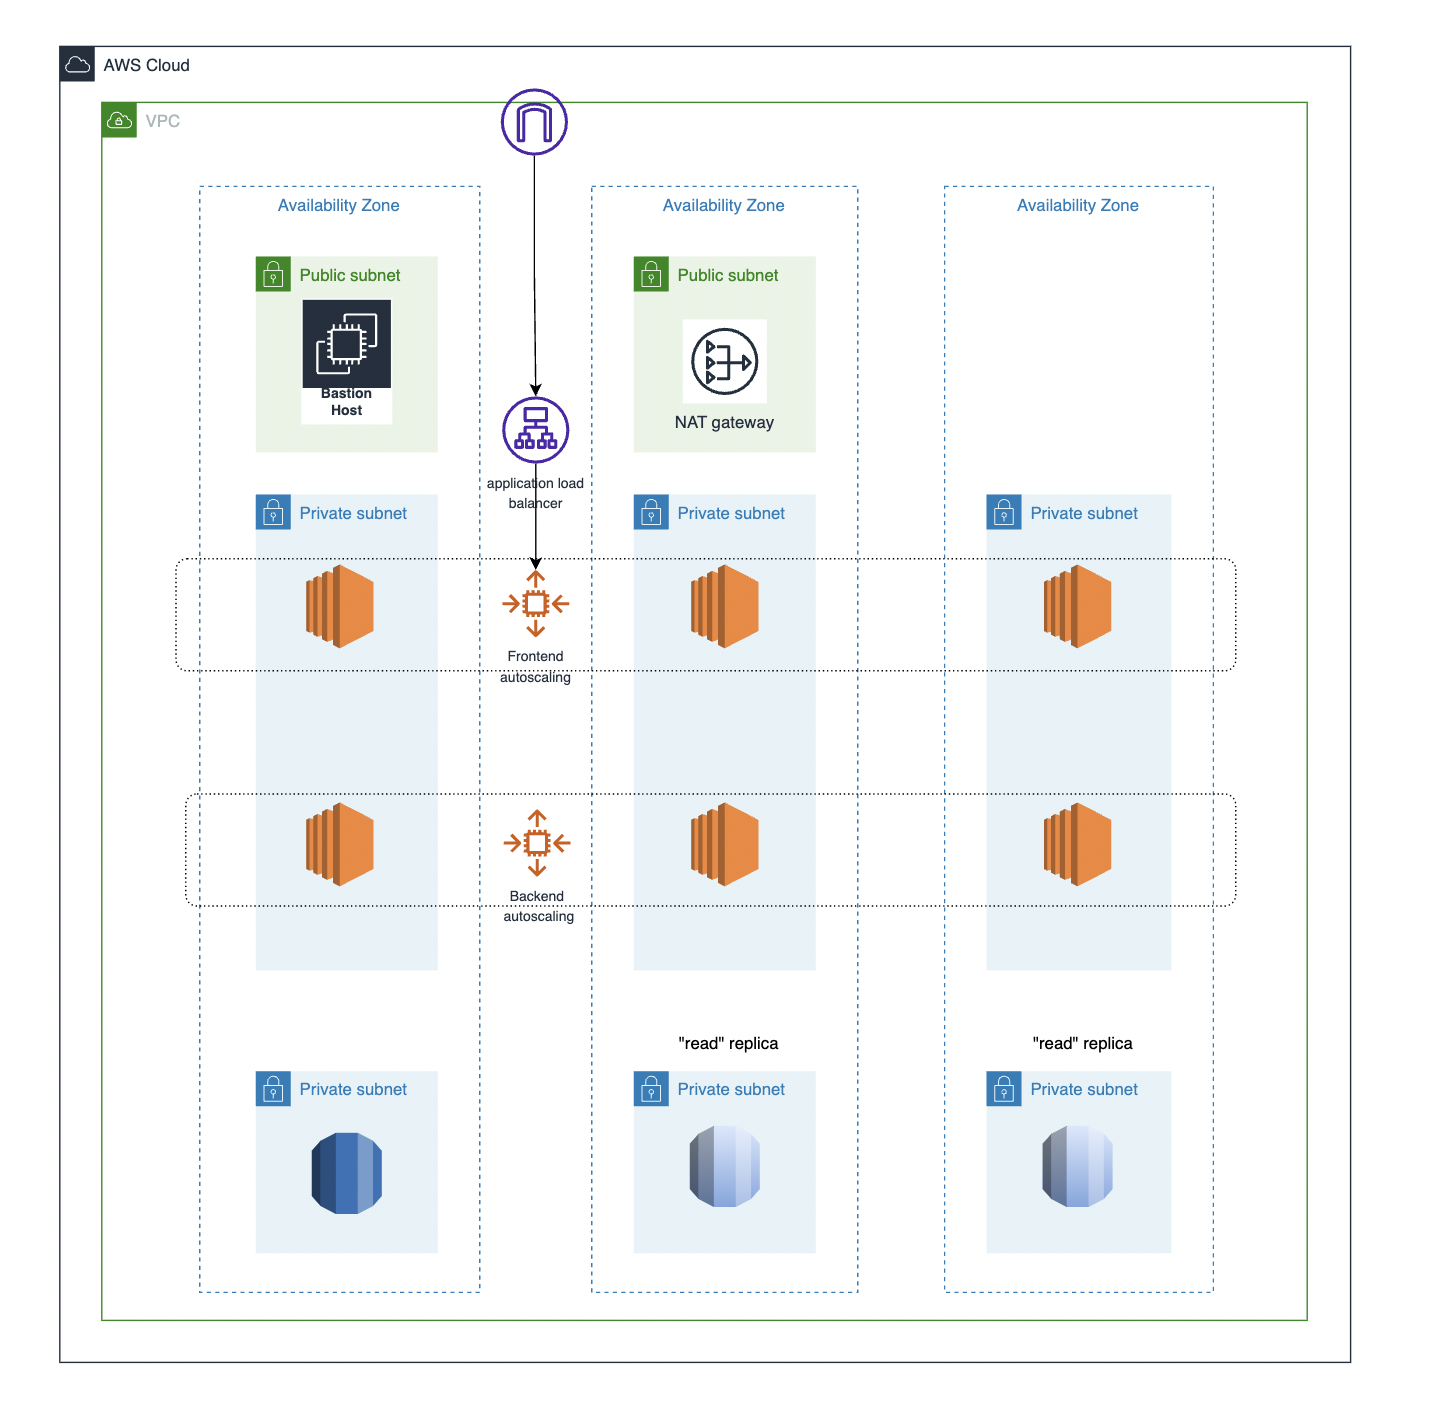 AWS Cloud
VPC
Availability Zone
Availability Zone
Availability Zone
Public subnet
Public subnet
Bastion
Host
NAT gateway
application load
balancer
Private subnet
Private subnet
Private subnet
Frontend
autoscaling
Backend
autoscaling
"read" replica
"read" replica
Private subnet
Private subnet
Private subnet